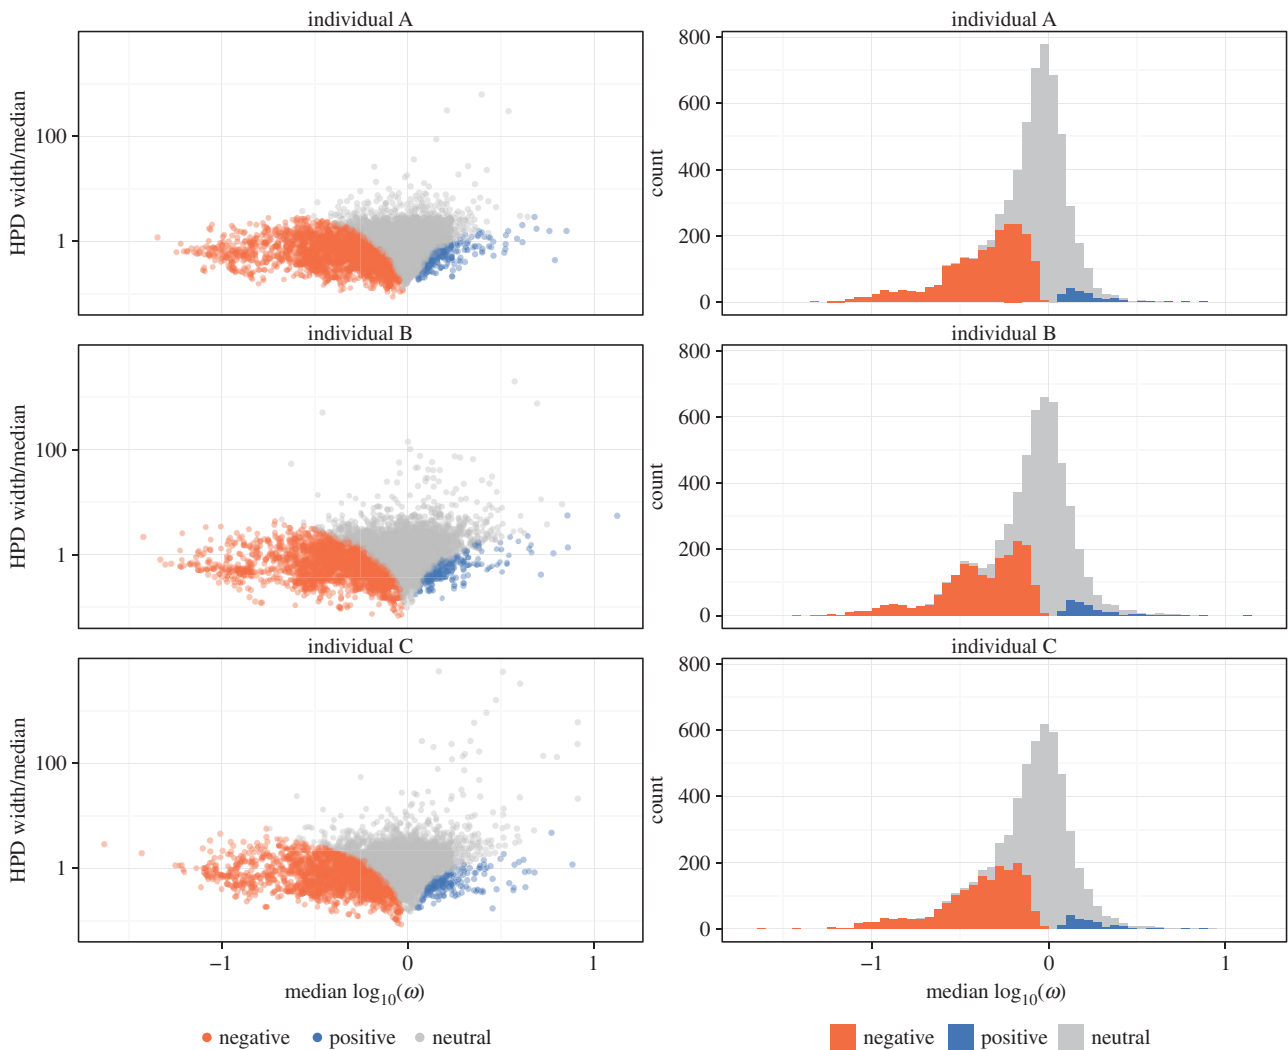 individual A
individual A
HPD width/median
100
1
count
800
600
400
200
0
individual B
individual B
HPD width/median
100
1
count
800
600
400
200
0
individual C
individual C
HPD width/median
100
1
count
800
600
400
200
0
−1 0 1
−1 0 1
median log10(ω)
median log10(ω)
negative positive neutral
negative positive neutral